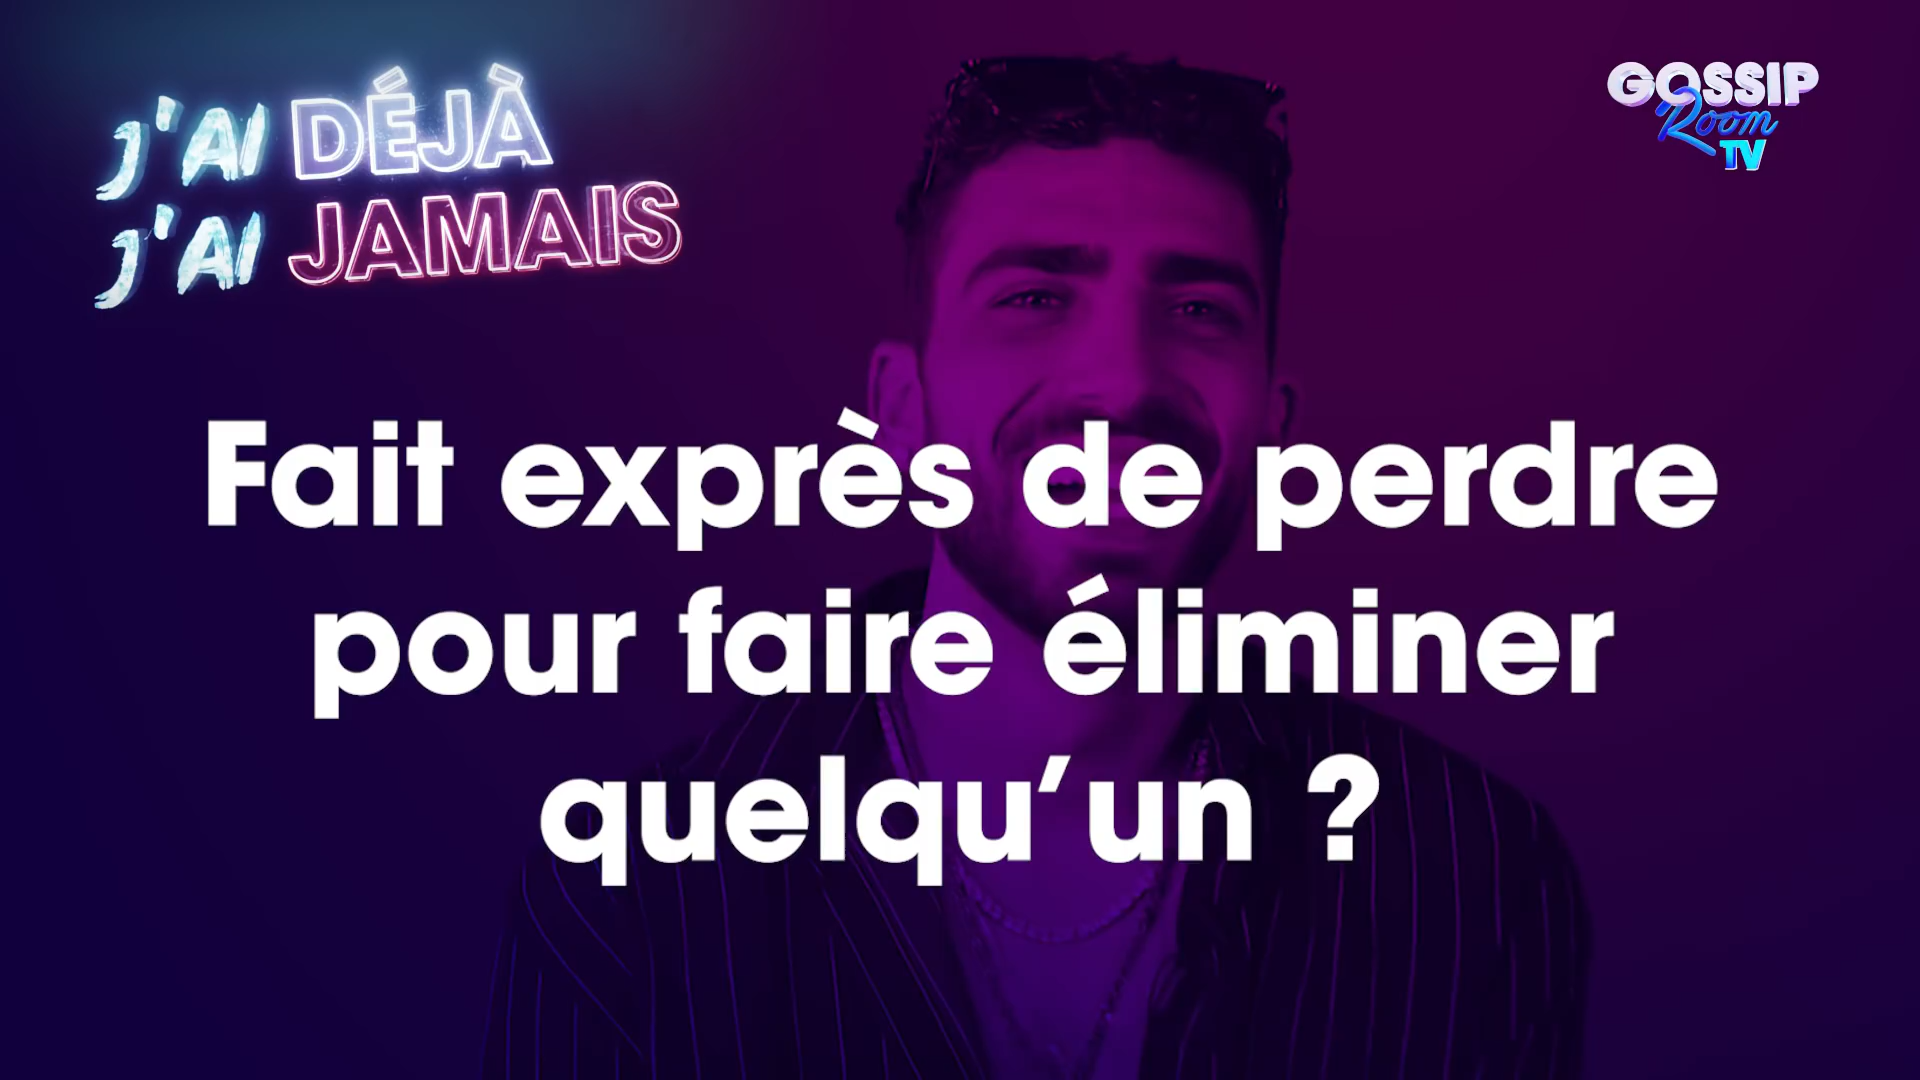 J'AI DÉJÀ
J'AI JAMAIS
GOSSIP
Room
TV
Fait exprès de perdre
pour faire éliminer
quelqu'un ?